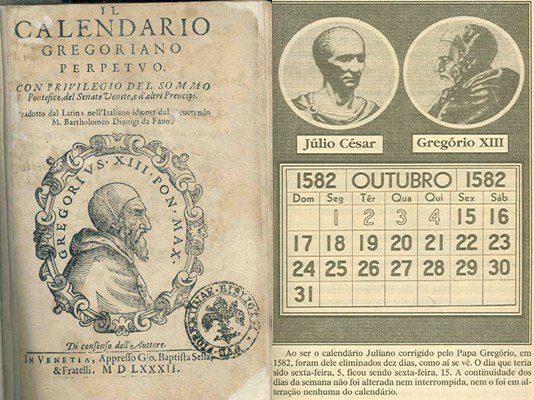 IL
CALENDARIO
GREGORIANO
PERPETVO.
CON PRIVILEGIO DEL SOMMO
Pontefice, del Senato Veneto, e d'altri Prencipi.
Tradotto dal Latino nell'Italiano idioma dal Reuerendo
M. Bartholomeo Dionigi da Fano.
GREGORIVS. XIII. PON. MAX.
Di consenso dell'Auttore.
IN VENETIA, Appresso Gio. Baptista Sessa,
& Fratelli. M D LXXXII.
Júlio César
Gregório XIII
1582 OUTUBRO 1582
Dom Seg Ter Qua Qui Sex Sáb
1 2 3 4 15 16
17 18 19 20 21 22 23
24 25 26 27 28 29 30
31
Ao ser o calendário Juliano corrigido pelo Papa Gregório, em
1582, foram dele eliminados dez dias, como aí se vê. O dia que teria
sido sexta-feira, 5, ficou sendo sexta-feira, 15. A continuidade dos
dias da semana não foi alterada nem interrompida, nem o foi em al-
teração nenhuma do calendário.